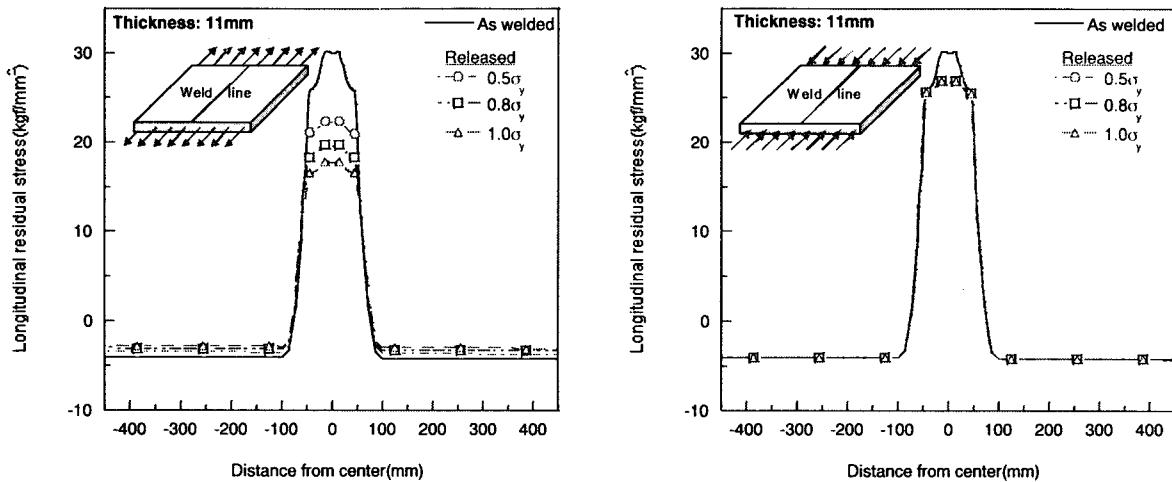 Thickness: 11mm
As welded
Released
0.5σy
0.8σy
1.0σy
Weld line
Longitudinal residual stress(kgf/mm²)
30
20
10
0
-10
-400 -300 -200 -100 0 100 200 300 400
Distance from center(mm)
Thickness: 11mm
As welded
Released
0.5σy
0.8σy
1.0σy
Weld line
Longitudinal residual stress(kgf/mm²)
30
20
10
0
-10
-400 -300 -200 -100 0 100 200 300 400
Distance from center(mm)